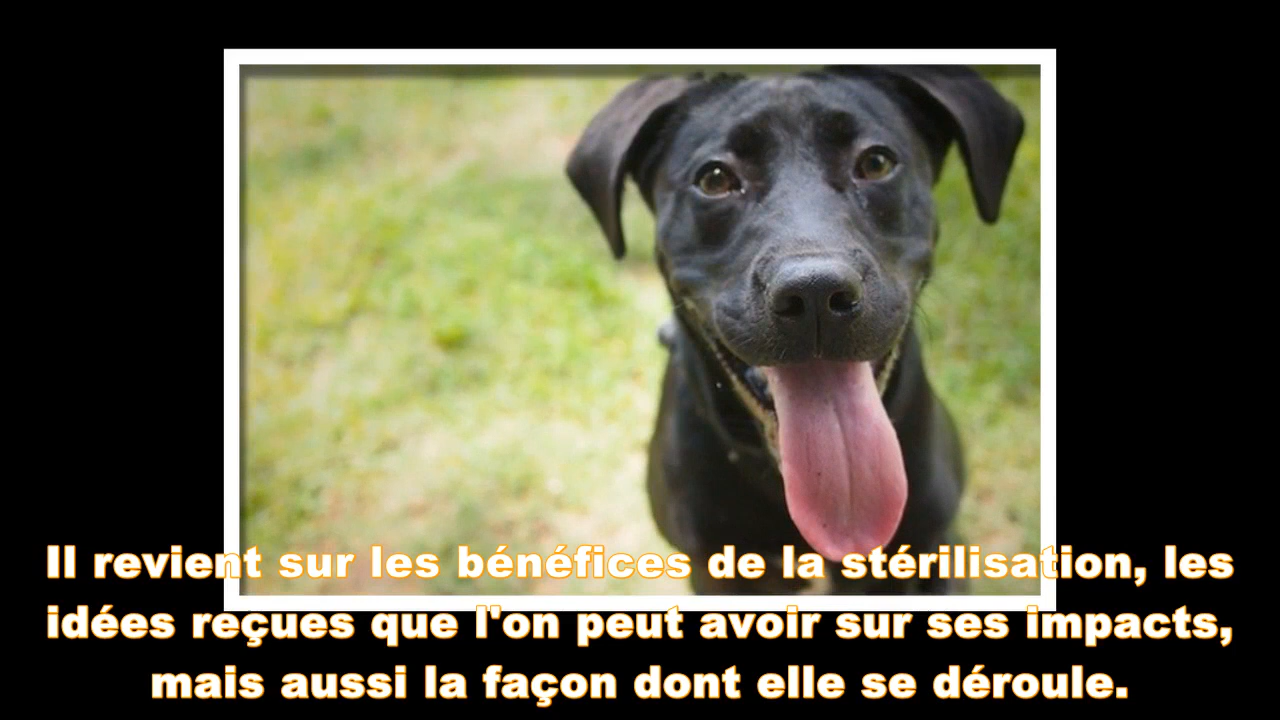 Il revient sur les bénéfices de la stérilisation, les
idées reçues que l'on peut avoir sur ses impacts,
mais aussi la façon dont elle se déroule.